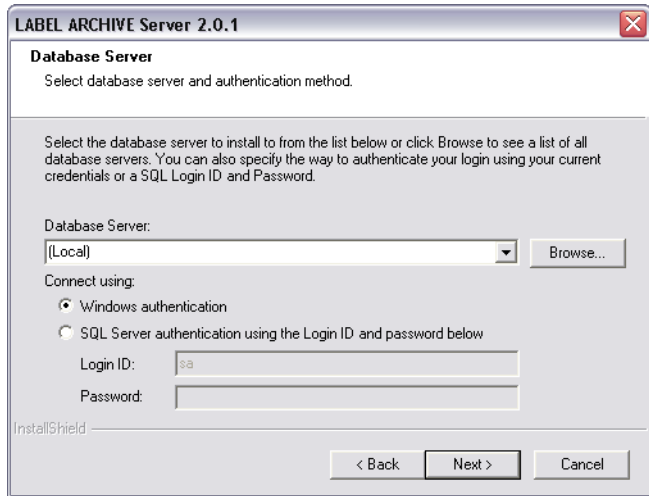 LABEL ARCHIVE Server 2.0.1
Database Server
Select database server and authentication method.
Select the database server to install to from the list below or click Browse to see a list of all
database servers. You can also specify the way to authenticate your login using your current
credentials or a SQL Login ID and Password.
Database Server:
(Local)
Browse...
Connect using:
Windows authentication
SQL Server authentication using the Login ID and password below
Login ID:
sa
Password:
InstallShield
< Back
Next >
Cancel